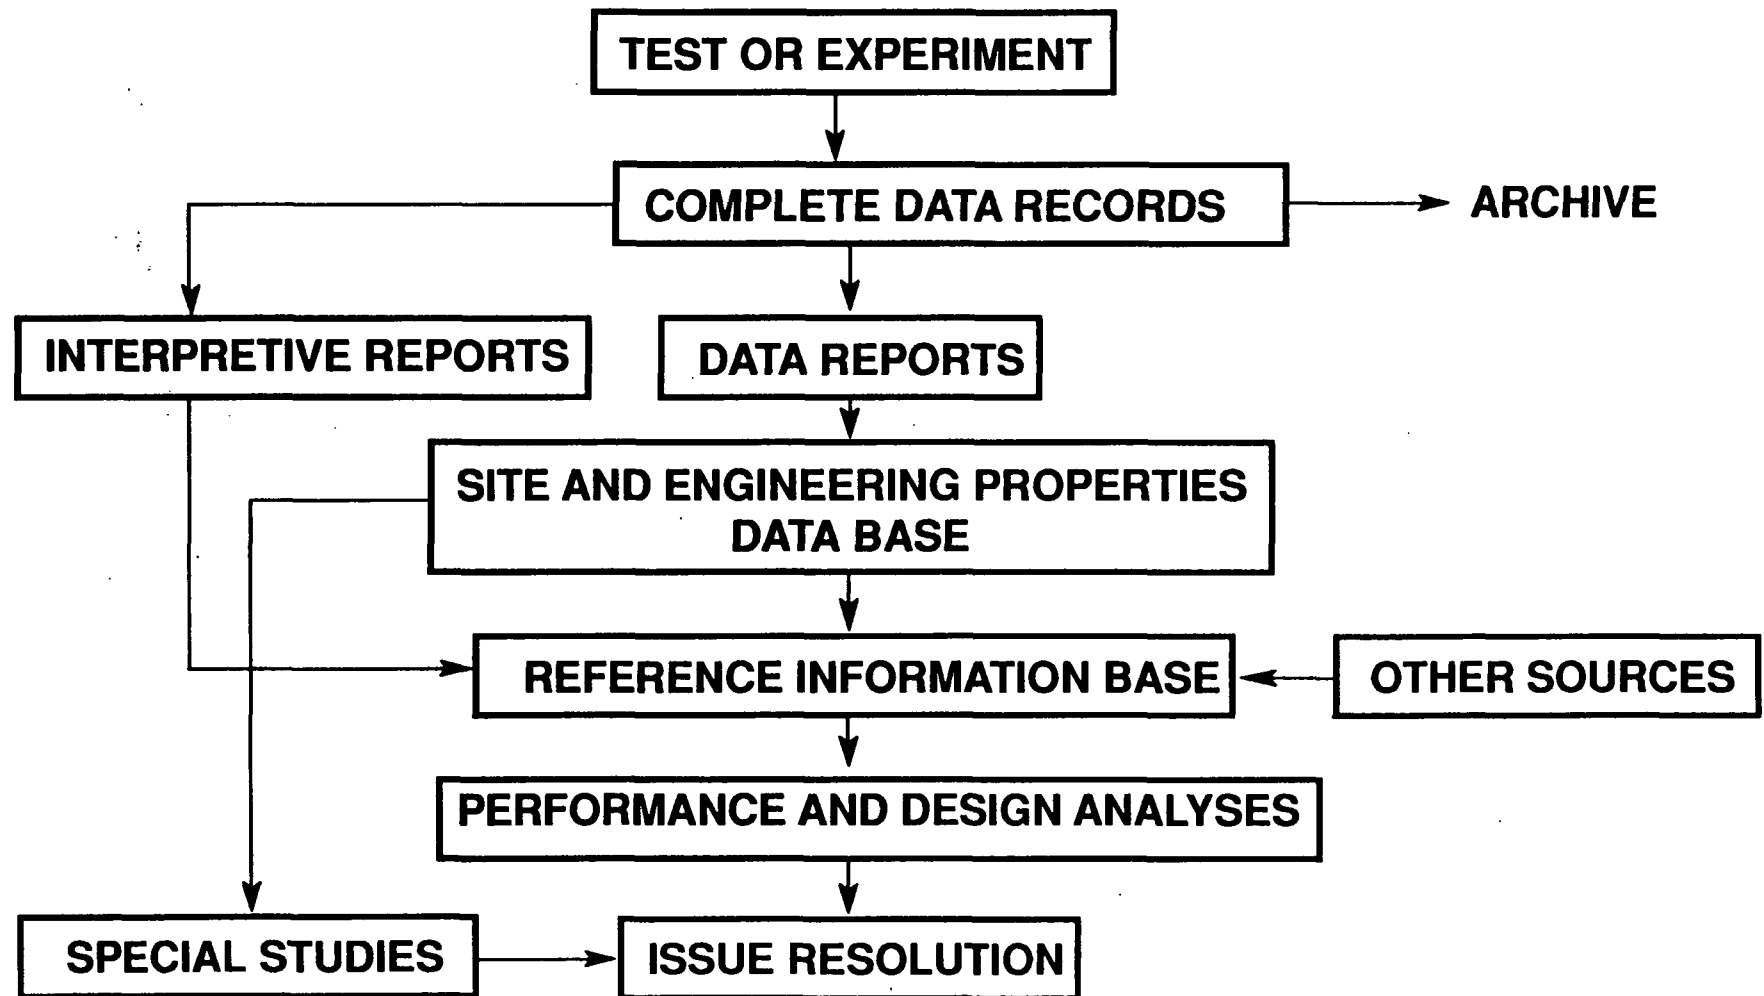 TEST OR EXPERIMENT
COMPLETE DATA RECORDS
ARCHIVE
INTERPRETIVE REPORTS
DATA REPORTS
SITE AND ENGINEERING PROPERTIES
DATA BASE
REFERENCE INFORMATION BASE
OTHER SOURCES
PERFORMANCE AND DESIGN ANALYSES
SPECIAL STUDIES
ISSUE RESOLUTION